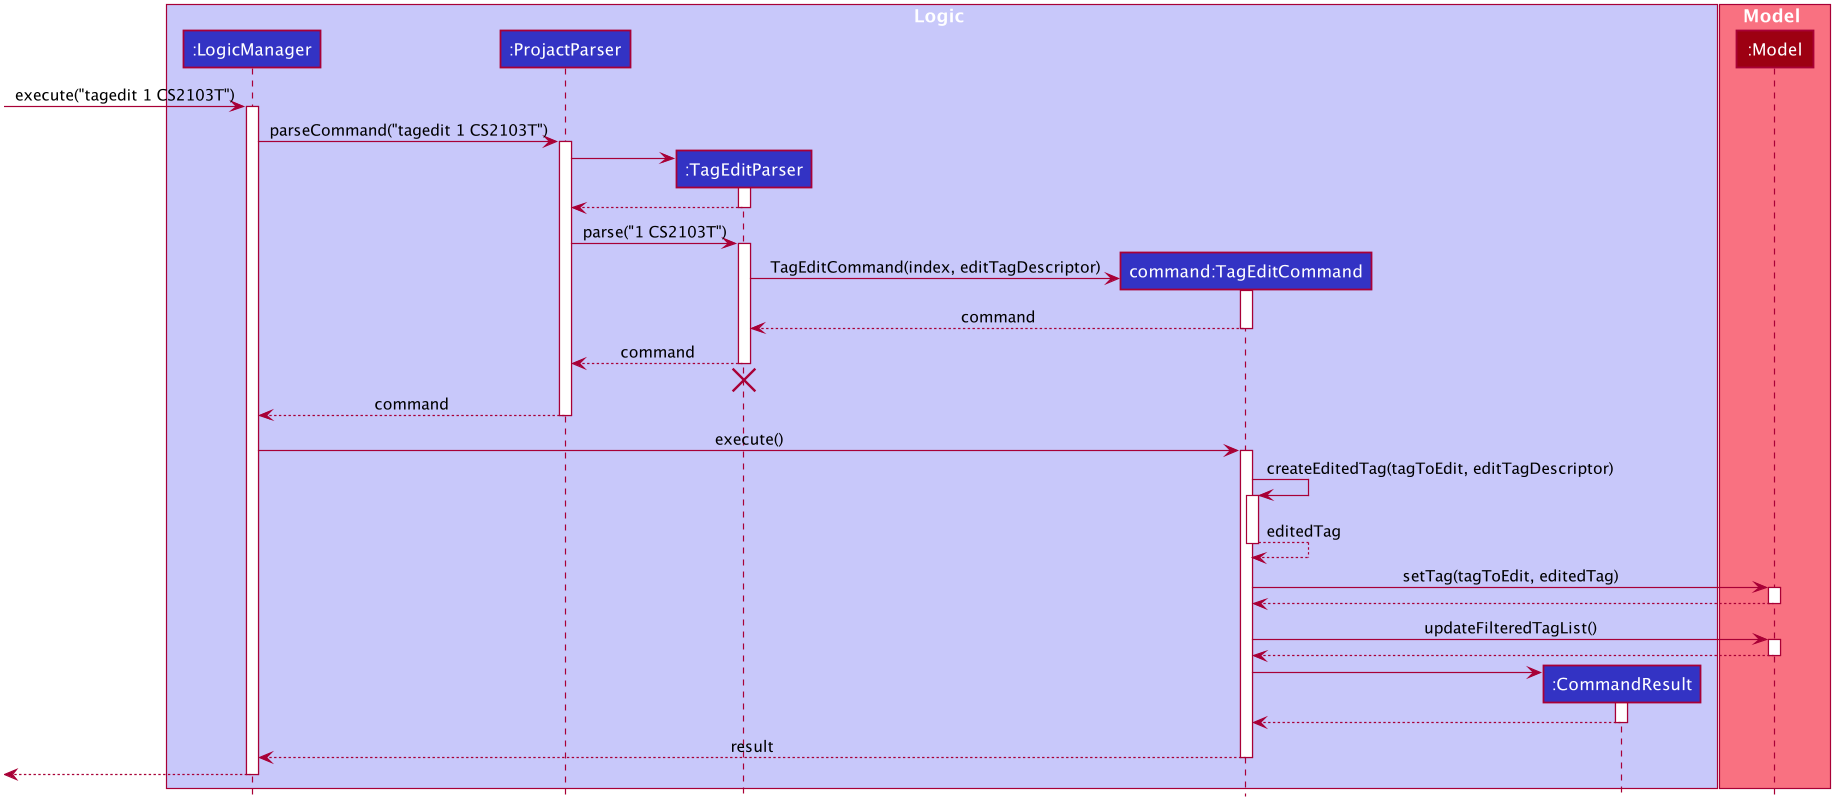 Logic
Model
:LogicManager
:ProjactParser
:Model
execute("tagedit 1 CS2103T")
parseCommand("tagedit 1 CS2103T")
:TagEditParser
parse("1 CS2103T")
TagEditCommand(index, editTagDescriptor)
command:TagEditCommand
command
command
command
execute()
createEditedTag(tagToEdit, editTagDescriptor)
editedTag
setTag(tagToEdit, editedTag)
updateFilteredTagList()
:CommandResult
result